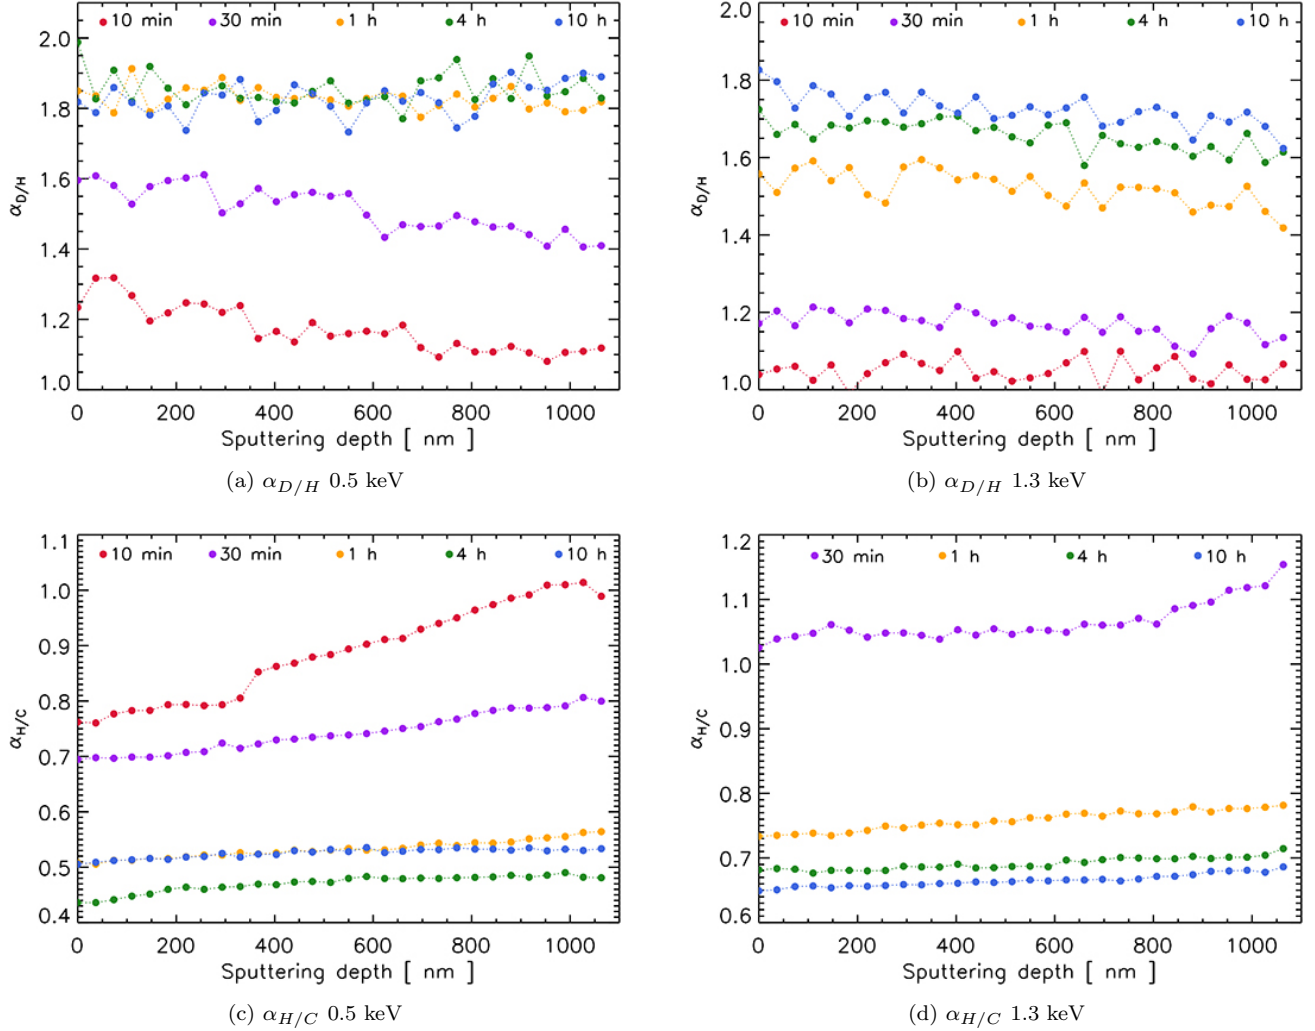 10 min 30 min 1 h 4 h 10 h
2.0
1.8
1.6
1.4
1.2
1.0
α_D/H
0 200 400 600 800 1000
Sputtering depth [ nm ]
(a) α_{D/H} 0.5 keV
10 min 30 min 1 h 4 h 10 h
2.0
1.8
1.6
1.4
1.2
1.0
α_D/H
0 200 400 600 800 1000
Sputtering depth [ nm ]
(b) α_{D/H} 1.3 keV
10 min 30 min 1 h 4 h 10 h
1.1
1.0
0.9
0.8
0.7
0.6
0.5
0.4
α_H/C
0 200 400 600 800 1000
Sputtering depth [ nm ]
(c) α_{H/C} 0.5 keV
30 min 1 h 4 h 10 h
1.2
1.1
1.0
0.9
0.8
0.7
0.6
α_H/C
0 200 400 600 800 1000
Sputtering depth [ nm ]
(d) α_{H/C} 1.3 keV